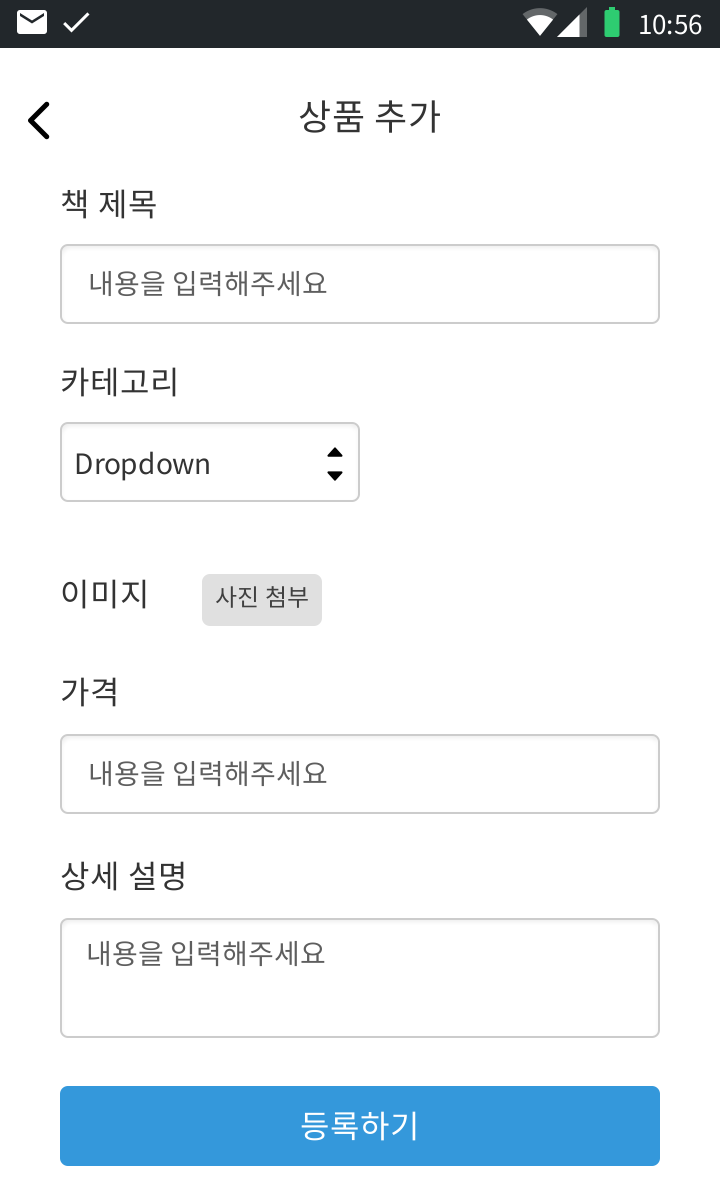 10:56
상품 추가
책 제목
내용을 입력해주세요
카테고리
Dropdown
이미지 사진 첨부
가격
내용을 입력해주세요
상세 설명
내용을 입력해주세요
등록하기